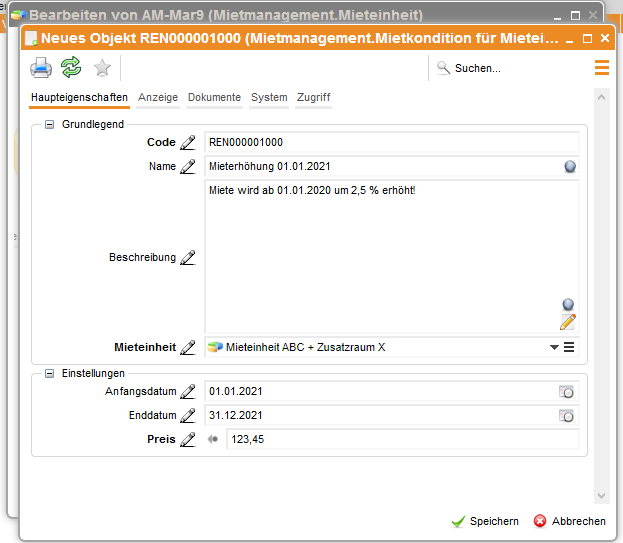 Bearbeiten von AM-Mar9 (Mietmanagement.Mieteinheit)
Neues Objekt REN000001000 (Mietmanagement.Mietkondition für Mietei...
Suchen...
Haupteigenschaften Anzeige Dokumente System Zugriff
Grundlegend
Code REN000001000
Name Mieterhöhung 01.01.2021
Miete wird ab 01.01.2020 um 2,5 % erhöht!
Beschreibung
Mieteinheit Mieteinheit ABC + Zusatzraum X
Einstellungen
Anfangsdatum 01.01.2021
Enddatum 31.12.2021
Preis 123,45
Speichern Abbrechen